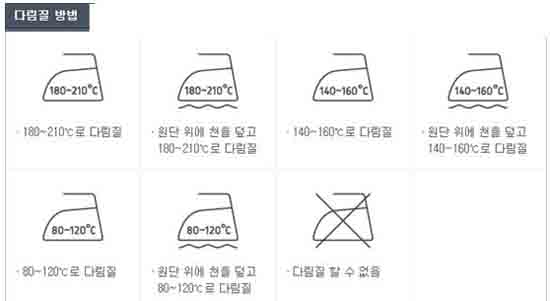 다림질 방법
180~210℃
180~210℃
140~160℃
140~160℃
· 180~210℃로 다림질
· 원단 위에 천을 덮고
180~210℃로 다림질
· 140~160℃로 다림질
· 원단 위에 천을 덮고
140~160℃로 다림질
80~120℃
80~120℃
· 80~120℃로 다림질
· 원단 위에 천을 덮고
80~120℃로 다림질
· 다림질 할 수 없음